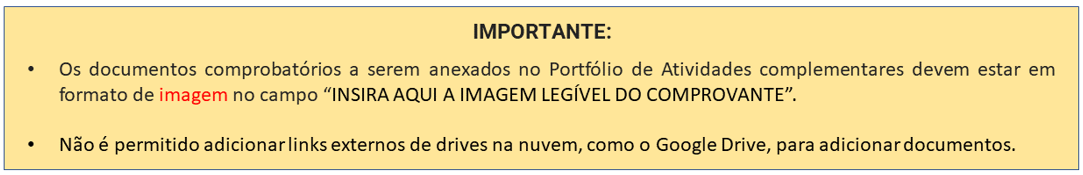 IMPORTANTE:
• Os documentos comprobatórios a serem anexados no Portfólio de Atividades complementares devem estar em
formato de imagem no campo “INSIRA AQUI A IMAGEM LEGÍVEL DO COMPROVANTE”.
• Não é permitido adicionar links externos de drives na nuvem, como o Google Drive, para adicionar documentos.